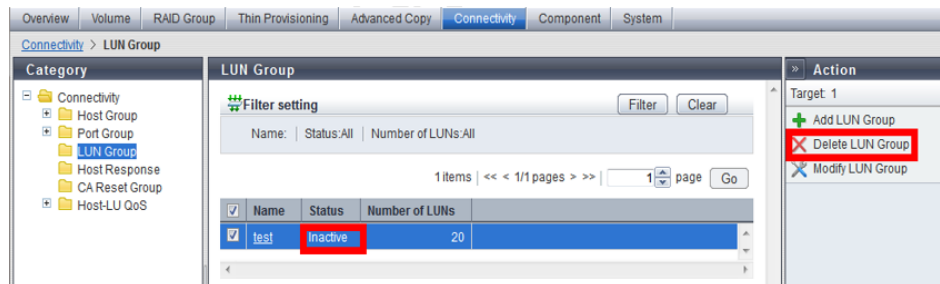 Overview Volume RAID Group Thin Provisioning Advanced Copy Connectivity Component System
Connectivity > LUN Group
Category
Connectivity
Host Group
Port Group
LUN Group
Host Response
CA Reset Group
Host-LU QoS
LUN Group
Filter setting Filter Clear
Name: | Status:All | Number of LUNs:All
1 items | << < 1/1 pages > >> | 1 page Go
Name Status Number of LUNs
test Inactive 20
» Action
Target: 1
Add LUN Group
Delete LUN Group
Modify LUN Group